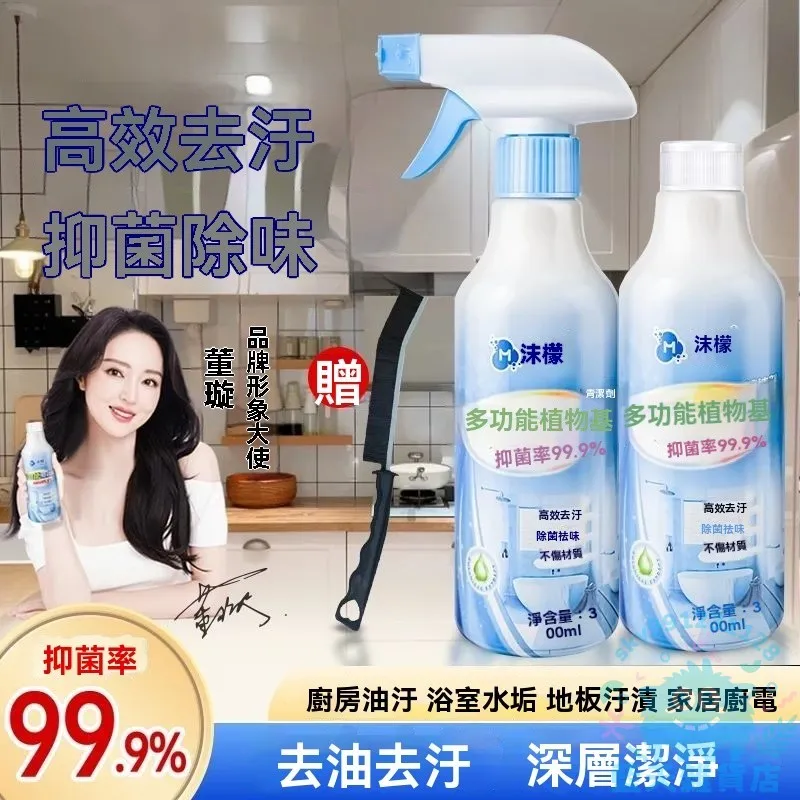 高效去汙
抑菌除味
品牌形象大使
董璇
贈
M 沫檬
青潔劑
多功能植物基
抑菌率99.9%
高效去汙
除菌祛味
不傷材質
淨含量：3
00ml
M 沫檬
多功能植物基
抑菌率99.9%
高效去汙
除菌祛味
不傷材質
淨含量：3
00ml
抑菌率
99.9%
廚房油汙 浴室水垢 地板汙漬 家居廚電
去油去汙 深層潔淨